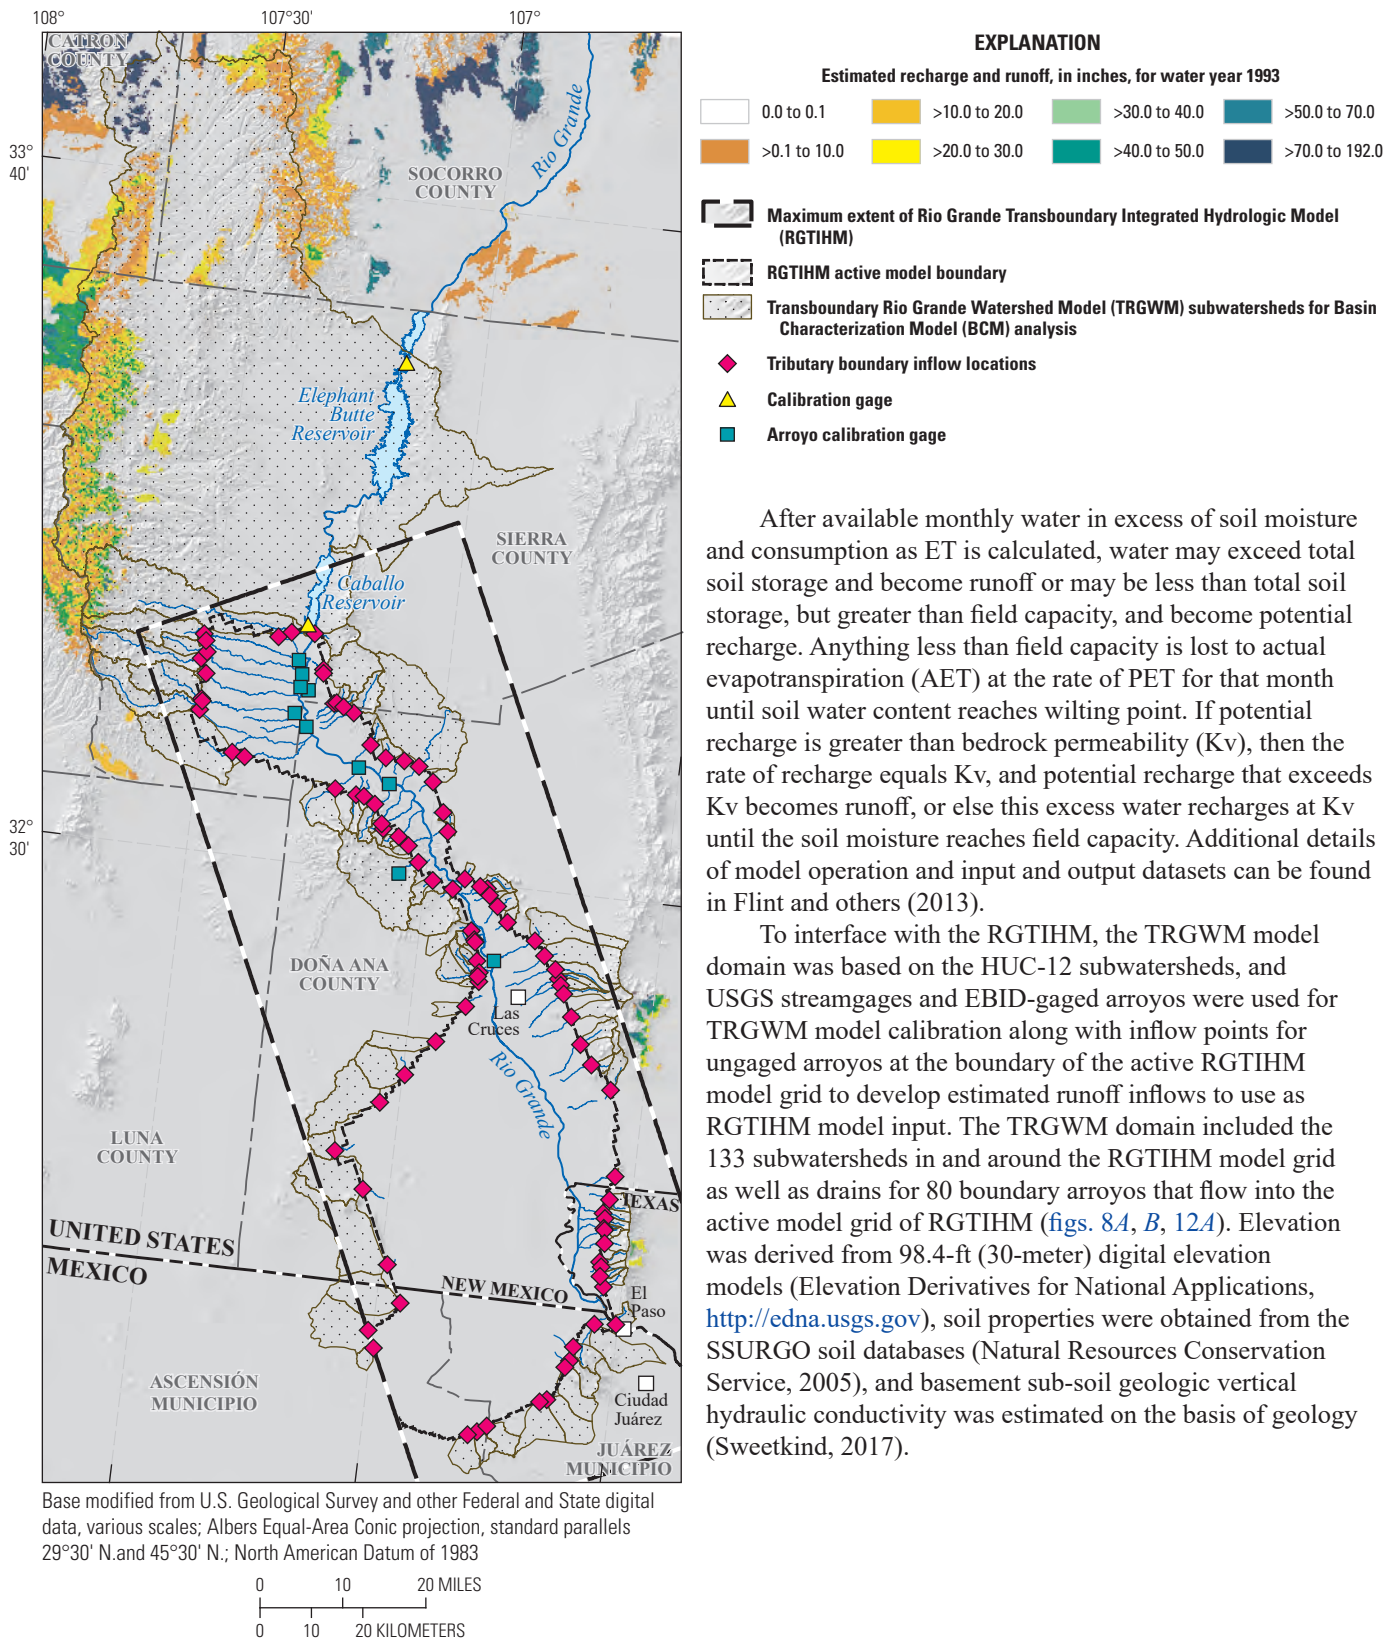 108°
107°30'
107°
CATRON
COUNTY
33°
40'
SOCORRO
COUNTY
Rio Grande
Elephant
Butte
Reservoir
SIERRA
COUNTY
Caballo
Reservoir
32°
30'
DOÑA ANA
COUNTY
Las
Cruces
Rio Grande
LUNA
COUNTY
TEXAS
UNITED STATES
MEXICO
NEW MEXICO
El
Paso
ASCENSIÓN
MUNICIPIO
Ciudad
Juárez
JUÁREZ
MUNICIPIO
Base modified from U.S. Geological Survey and other Federal and State digital
data, various scales; Albers Equal-Area Conic projection, standard parallels
29°30' N.and 45°30' N.; North American Datum of 1983
0 10 20 MILES
0 10 20 KILOMETERS
EXPLANATION
Estimated recharge and runoff, in inches, for water year 1993
0.0 to 0.1 >10.0 to 20.0 >30.0 to 40.0 >50.0 to 70.0
>0.1 to 10.0 >20.0 to 30.0 >40.0 to 50.0 >70.0 to 192.0
Maximum extent of Rio Grande Transboundary Integrated Hydrologic Model
(RGTIHM)
RGTIHM active model boundary
Transboundary Rio Grande Watershed Model (TRGWM) subwatersheds for Basin
Characterization Model (BCM) analysis
Tributary boundary inflow locations
Calibration gage
Arroyo calibration gage
After available monthly water in excess of soil moisture
and consumption as ET is calculated, water may exceed total
soil storage and become runoff or may be less than total soil
storage, but greater than field capacity, and become potential
recharge. Anything less than field capacity is lost to actual
evapotranspiration (AET) at the rate of PET for that month
until soil water content reaches wilting point. If potential
recharge is greater than bedrock permeability (Kv), then the
rate of recharge equals Kv, and potential recharge that exceeds
Kv becomes runoff, or else this excess water recharges at Kv
until the soil moisture reaches field capacity. Additional details
of model operation and input and output datasets can be found
in Flint and others (2013).
To interface with the RGTIHM, the TRGWM model
domain was based on the HUC-12 subwatersheds, and
USGS streamgages and EBID-gaged arroyos were used for
TRGWM model calibration along with inflow points for
ungaged arroyos at the boundary of the active RGTIHM
model grid to develop estimated runoff inflows to use as
RGTIHM model input. The TRGWM domain included the
133 subwatersheds in and around the RGTIHM model grid
as well as drains for 80 boundary arroyos that flow into the
active model grid of RGTIHM (figs. 8A, B, 12A). Elevation
was derived from 98.4-ft (30-meter) digital elevation
models (Elevation Derivatives for National Applications,
http://edna.usgs.gov), soil properties were obtained from the
SSURGO soil databases (Natural Resources Conservation
Service, 2005), and basement sub-soil geologic vertical
hydraulic conductivity was estimated on the basis of geology
(Sweetkind, 2017).